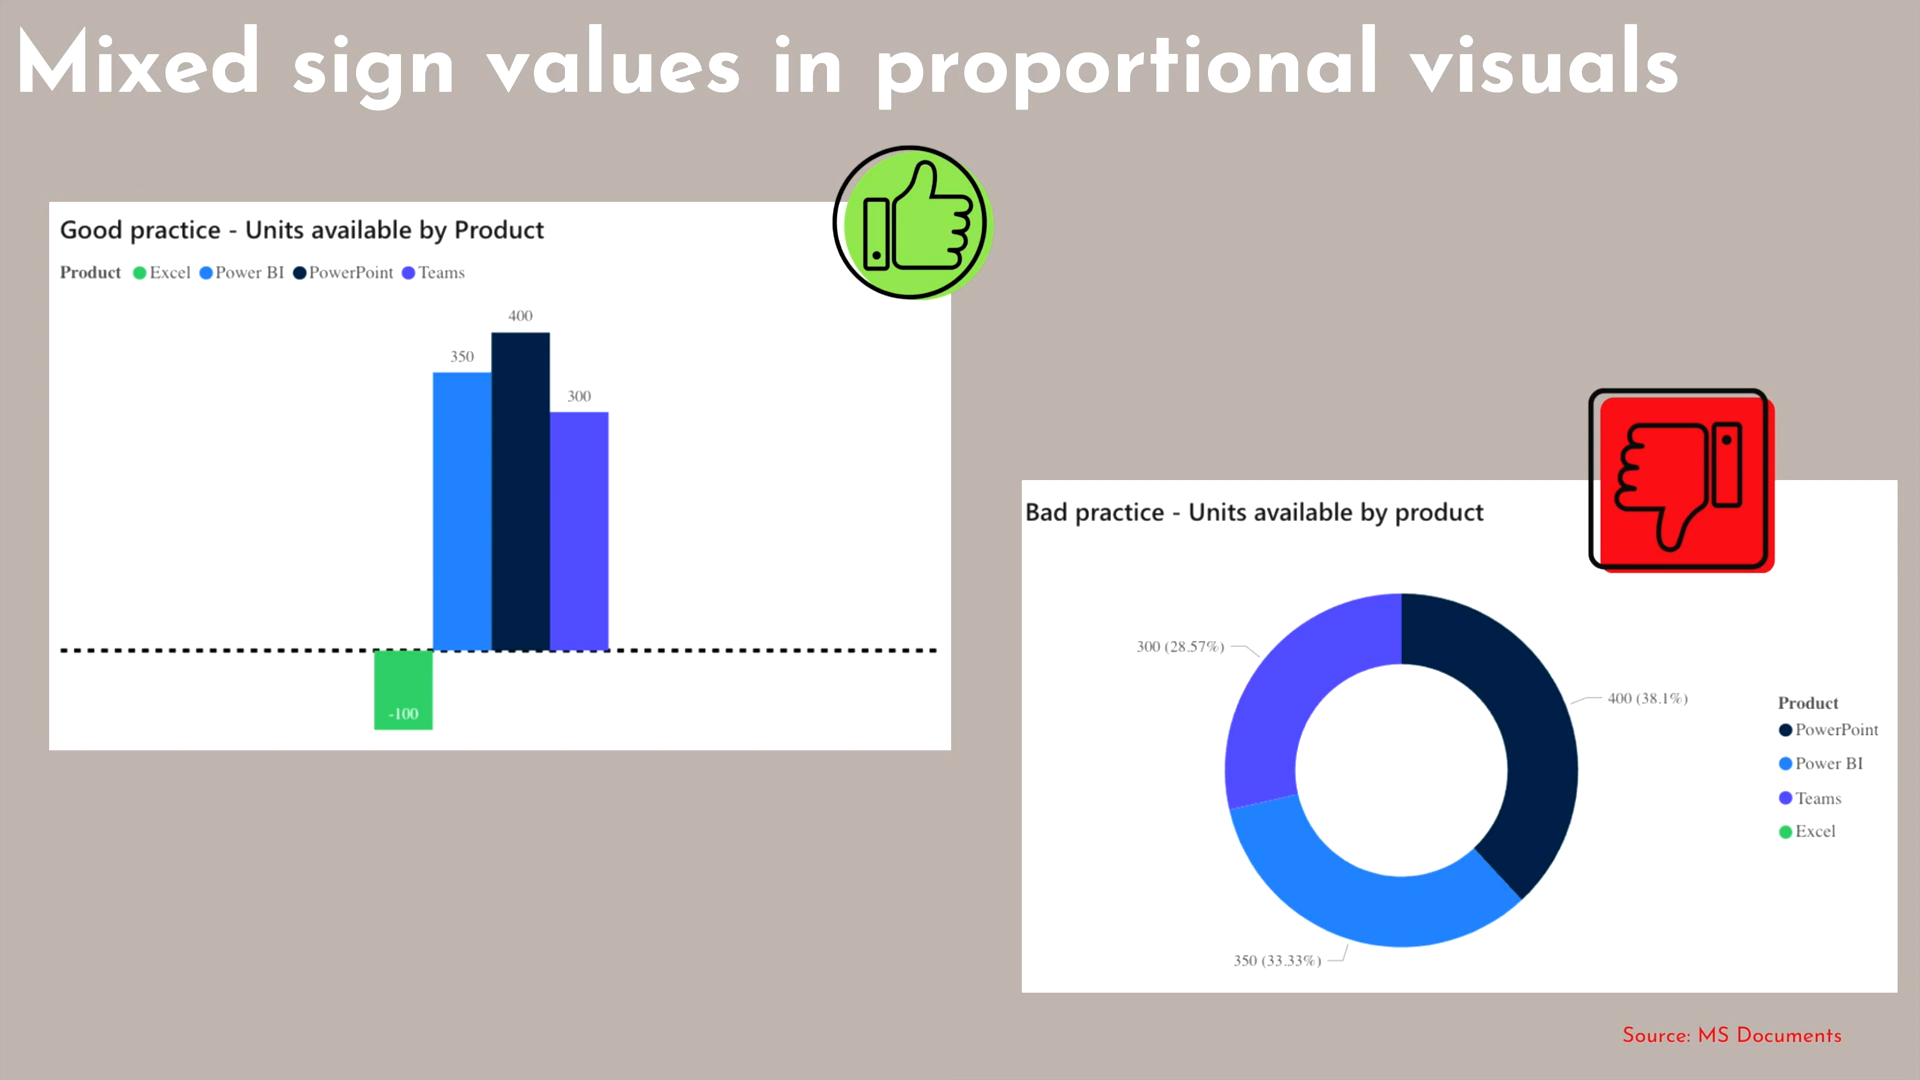 Mixed sign values in proportional visuals
Good practice - Units available by Product
Product Excel Power BI PowerPoint Teams
400
350
300
-100
Bad practice - Units available by product
300 (28.57%)
400 (38.1%)
350 (33.33%)
Product
PowerPoint
Power BI
Teams
Excel
Source: MS Documents